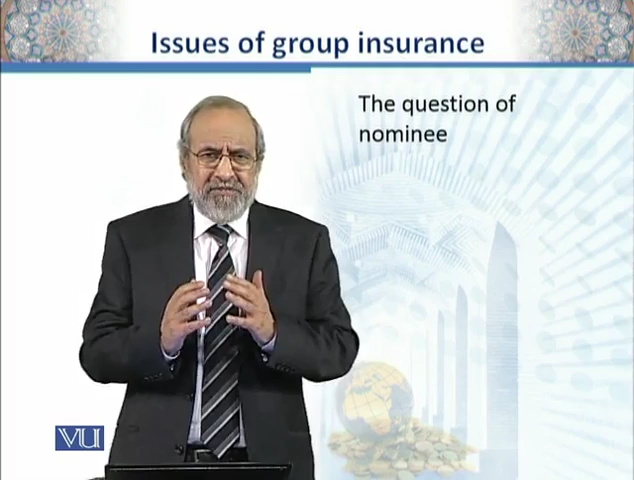 Issues of group insurance
The question of
nominee
VU